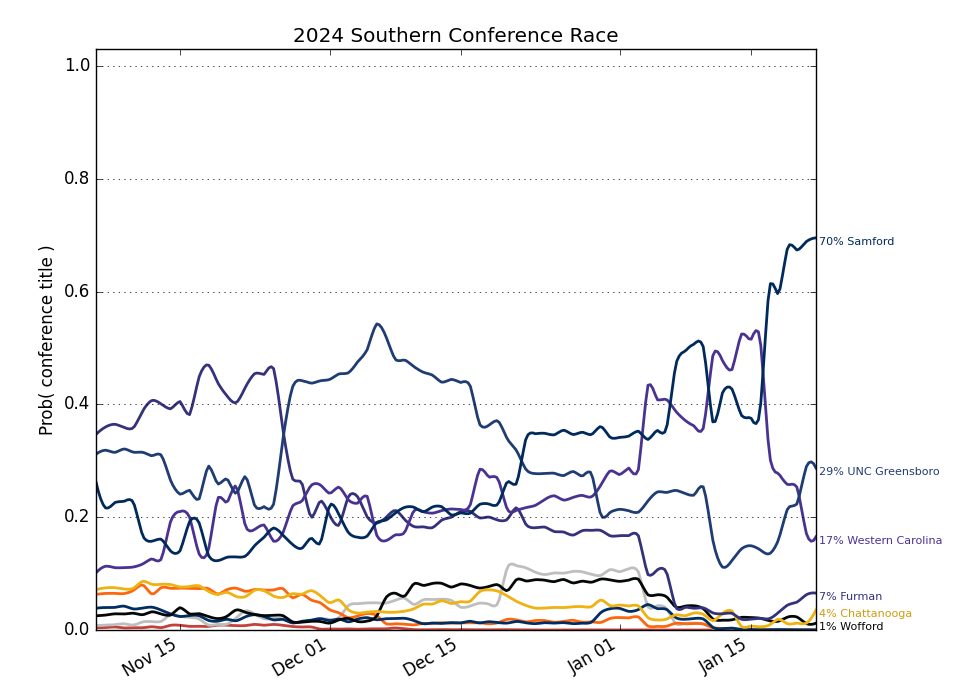 2024 Southern Conference Race
Prob( conference title )
1.0
0.8
0.6
0.4
0.2
0.0
70% Samford
29% UNC Greensboro
17% Western Carolina
7% Furman
4% Chattanooga
1% Wofford
Nov 15
Dec 01
Dec 15
Jan 01
Jan 15